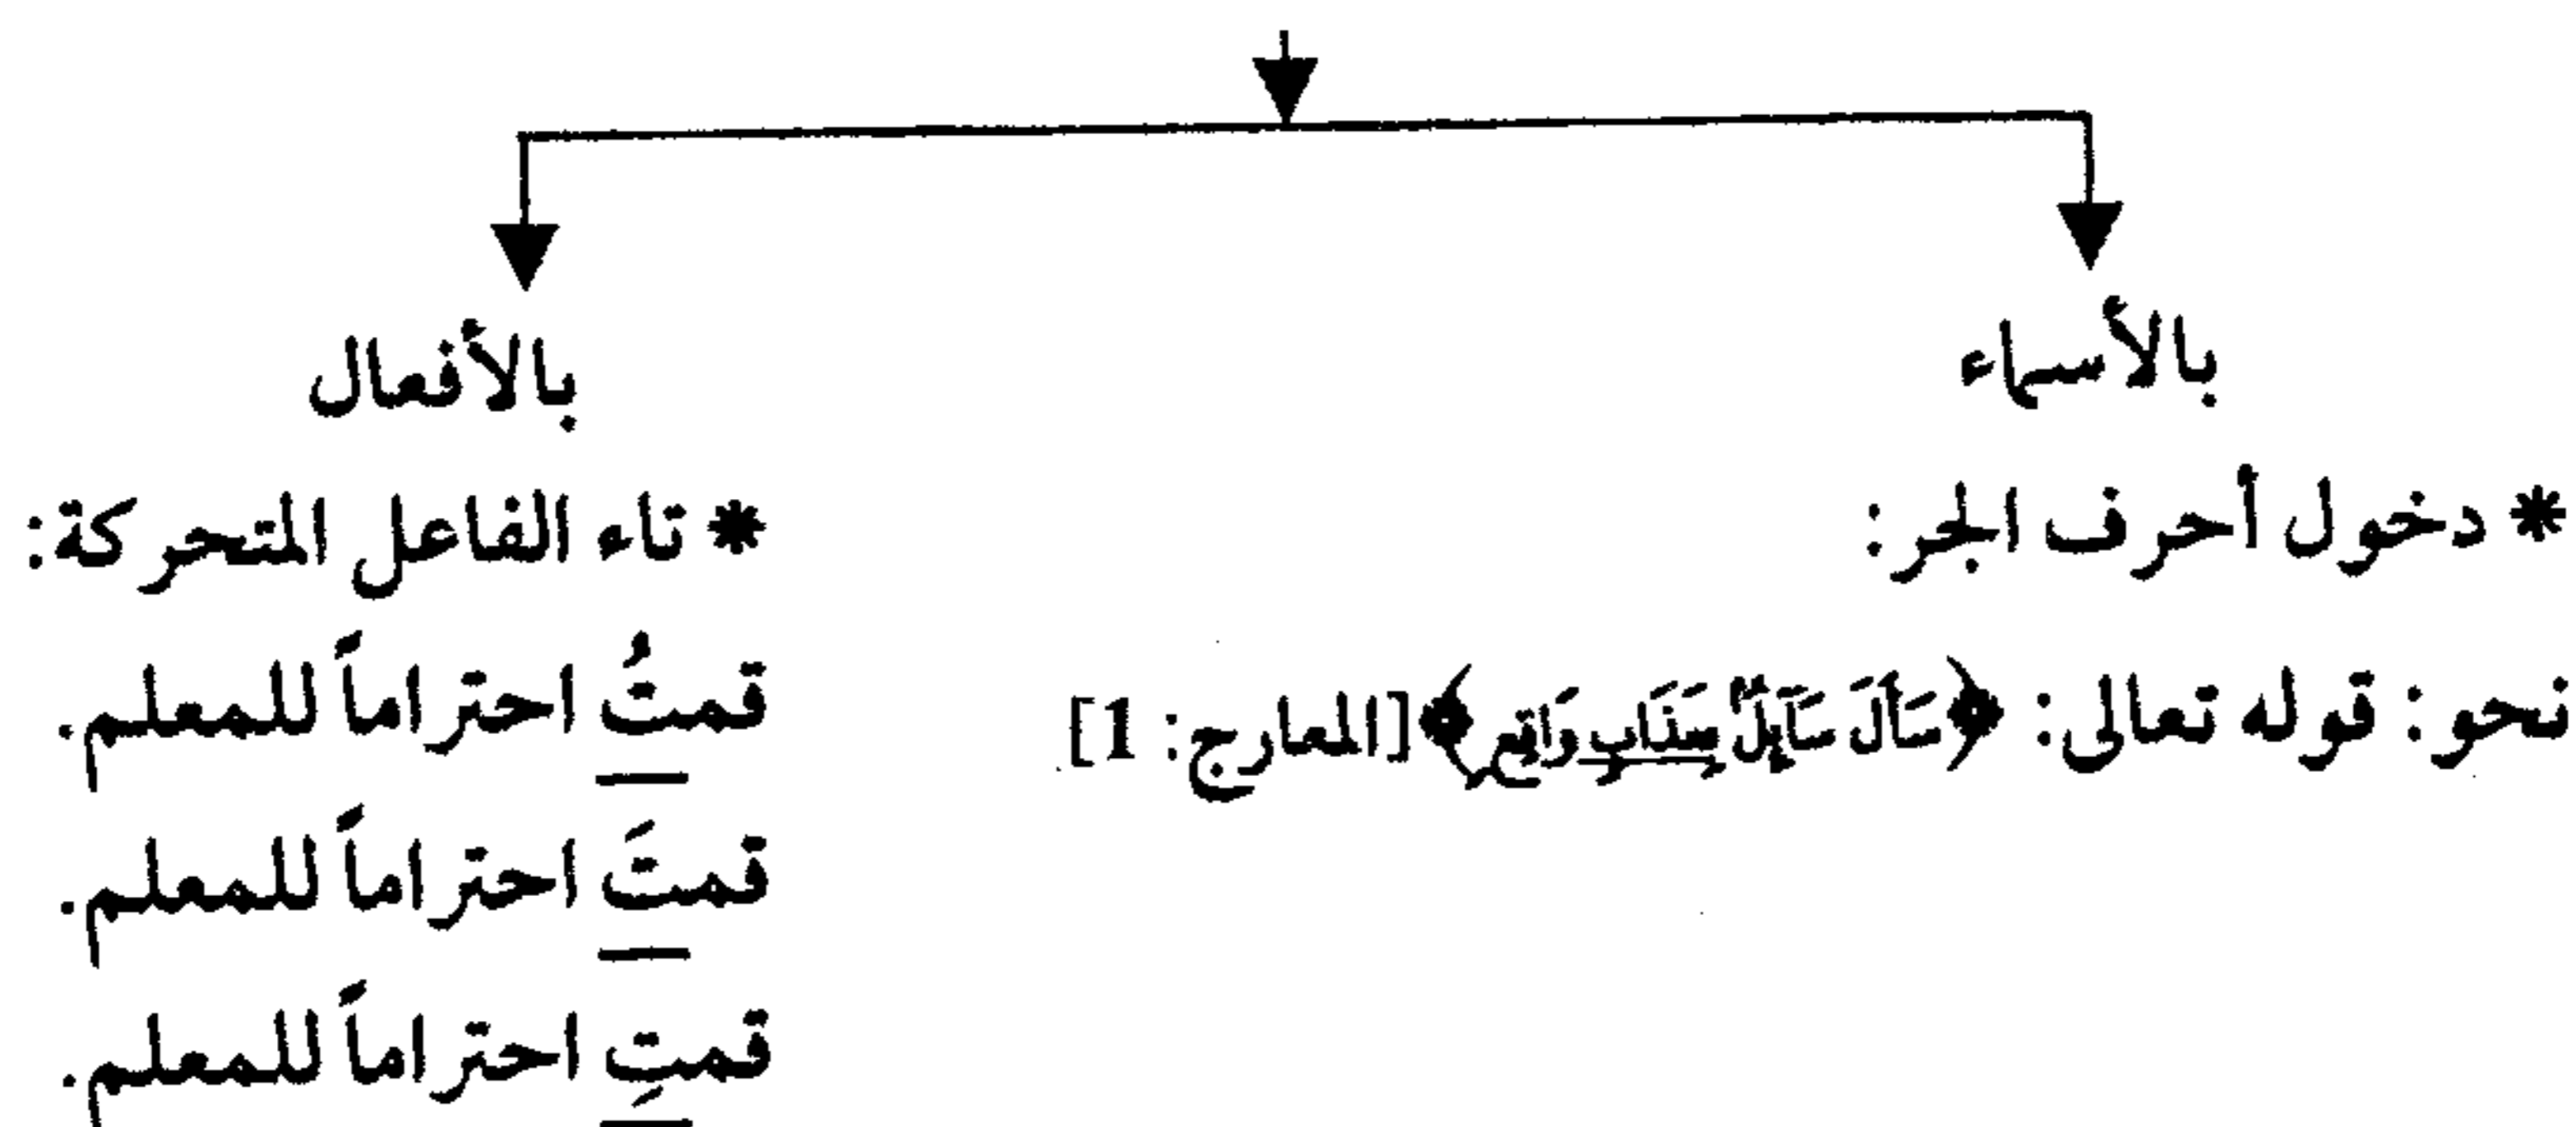 بالأسماء
* دخول أحرف الجر:
نحو: قوله تعالى: ﴿سَأَلَ سَآئِلٌۢ بِعَذَابٍ وَاقِعٍ﴾ [المعارج: 1]
بالأفعال
* تاء الفاعل المتحركة:
قمتُ احتراماً للمعلم.
قمتَ احتراماً للمعلم.
قمتِ احتراماً للمعلم.